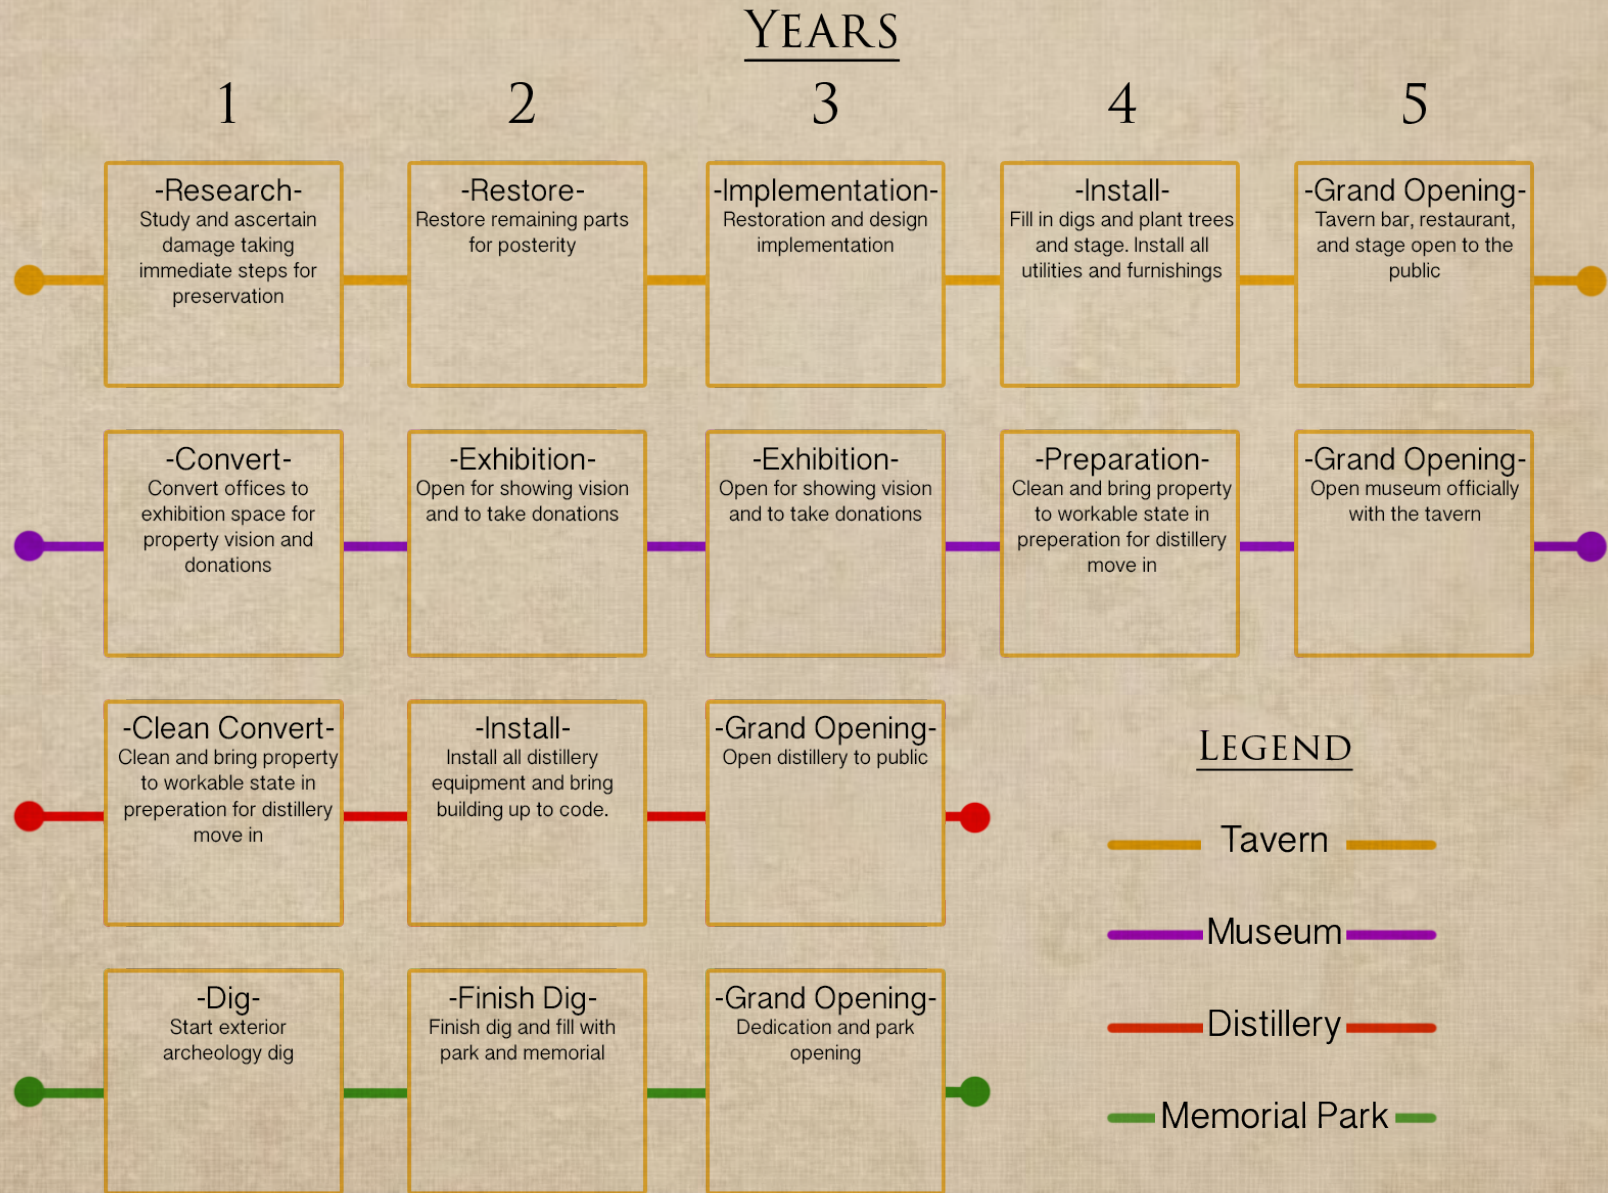 YEARS
1 2 3 4 5
-Research-
Study and ascertain
damage taking
immediate steps for
preservation
-Restore-
Restore remaining parts
for posterity
-Implementation-
Restoration and design
implementation
-Install-
Fill in digs and plant trees
and stage. Install all
utilities and furnishings
-Grand Opening-
Tavern bar, restaurant,
and stage open to the
public
-Convert-
Convert offices to
exhibition space for
property vision and
donations
-Exhibition-
Open for showing vision
and to take donations
-Exhibition-
Open for showing vision
and to take donations
-Preparation-
Clean and bring property
to workable state in
preperation for distillery
move in
-Grand Opening-
Open museum officially
with the tavern
-Clean Convert-
Clean and bring property
to workable state in
preperation for distillery
move in
-Install-
Install all distillery
equipment and bring
building up to code.
-Grand Opening-
Open distillery to public
-Dig-
Start exterior
archeology dig
-Finish Dig-
Finish dig and fill with
park and memorial
-Grand Opening-
Dedication and park
opening
LEGEND
Tavern
Museum
Distillery
Memorial Park